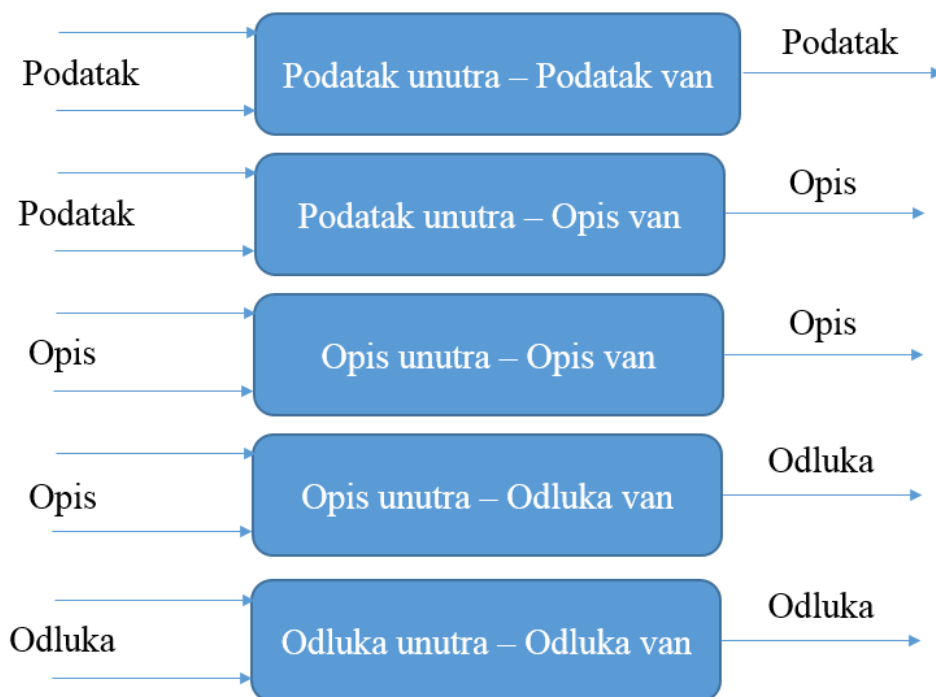 Podatak
Podatak unutra – Podatak van
Podatak
Podatak
Podatak unutra – Opis van
Opis
Opis
Opis unutra – Opis van
Opis
Opis
Opis unutra – Odluka van
Odluka
Odluka
Odluka unutra – Odluka van
Odluka